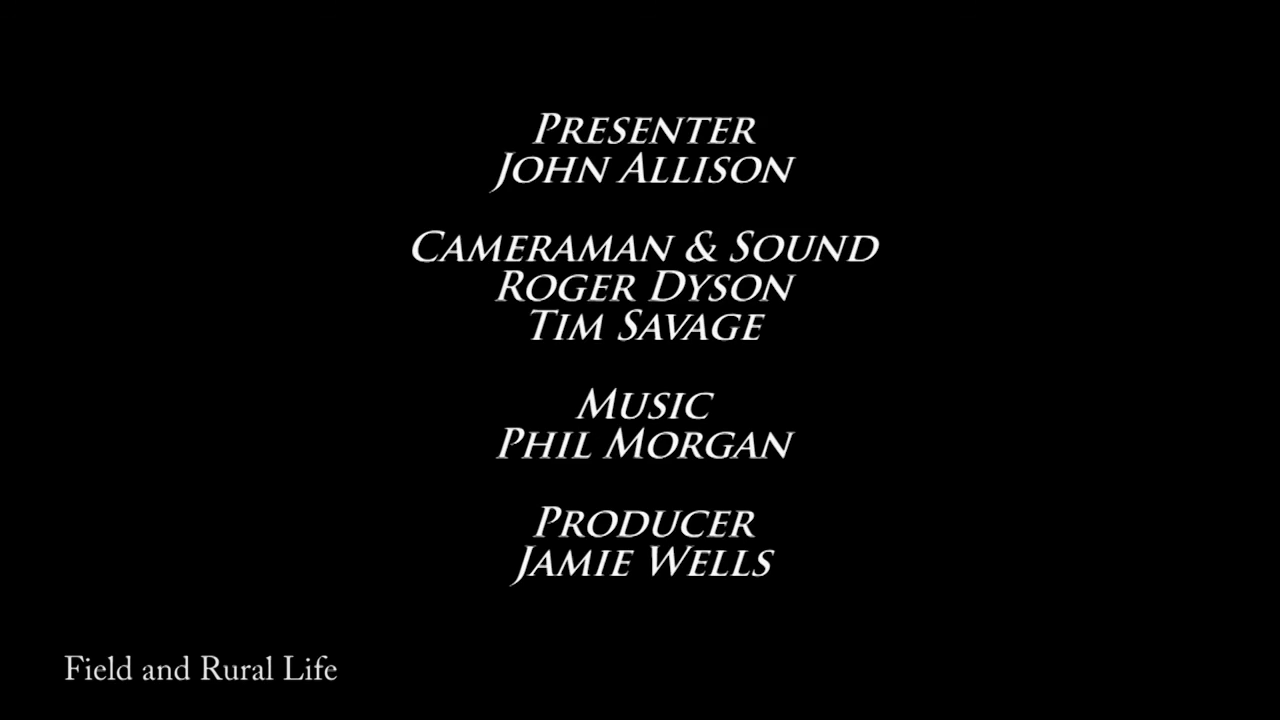 PRESENTER
JOHN ALLISON
CAMERAMAN & SOUND
ROGER DYSON
TIM SAVAGE
MUSIC
PHIL MORGAN
PRODUCER
JAMIE WELLS
Field and Rural Life